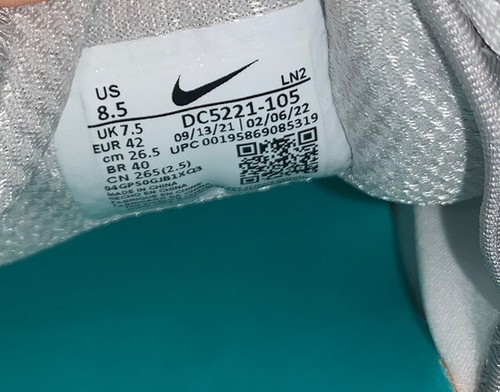 US
8.5
LN2
UK 7.5
DC5221-105
EUR 42
09/13/21 | 02/06/22
cm 26.5
UPC 00195869085319
BR 40
CN 265(2.5)
MADE IN CHINA